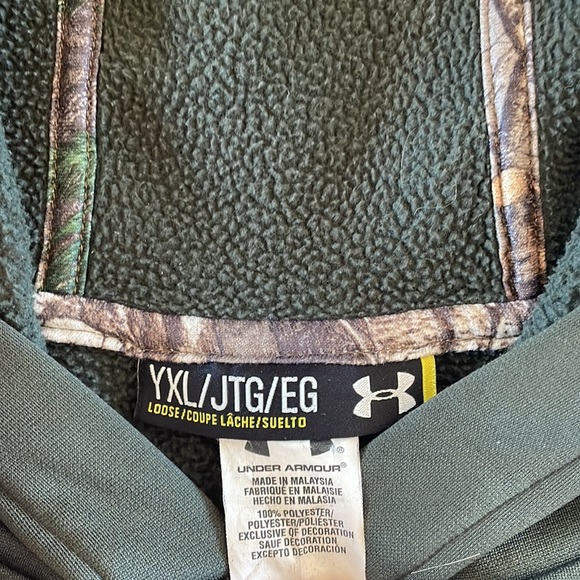 YXL/JTG/EG
LOOSE/COUPE LÂCHE/SUELTO
UNDER ARMOUR®
MADE IN MALAYSIA
FABRIQUÉ EN MALAISIE
HECHO EN MALASIA
100% POLYESTER/
POLYESTER/POLIÉSTER
EXCLUSIVE OF DECORATION
SAUF DÉCORATION
EXCEPTO DECORACIÓN